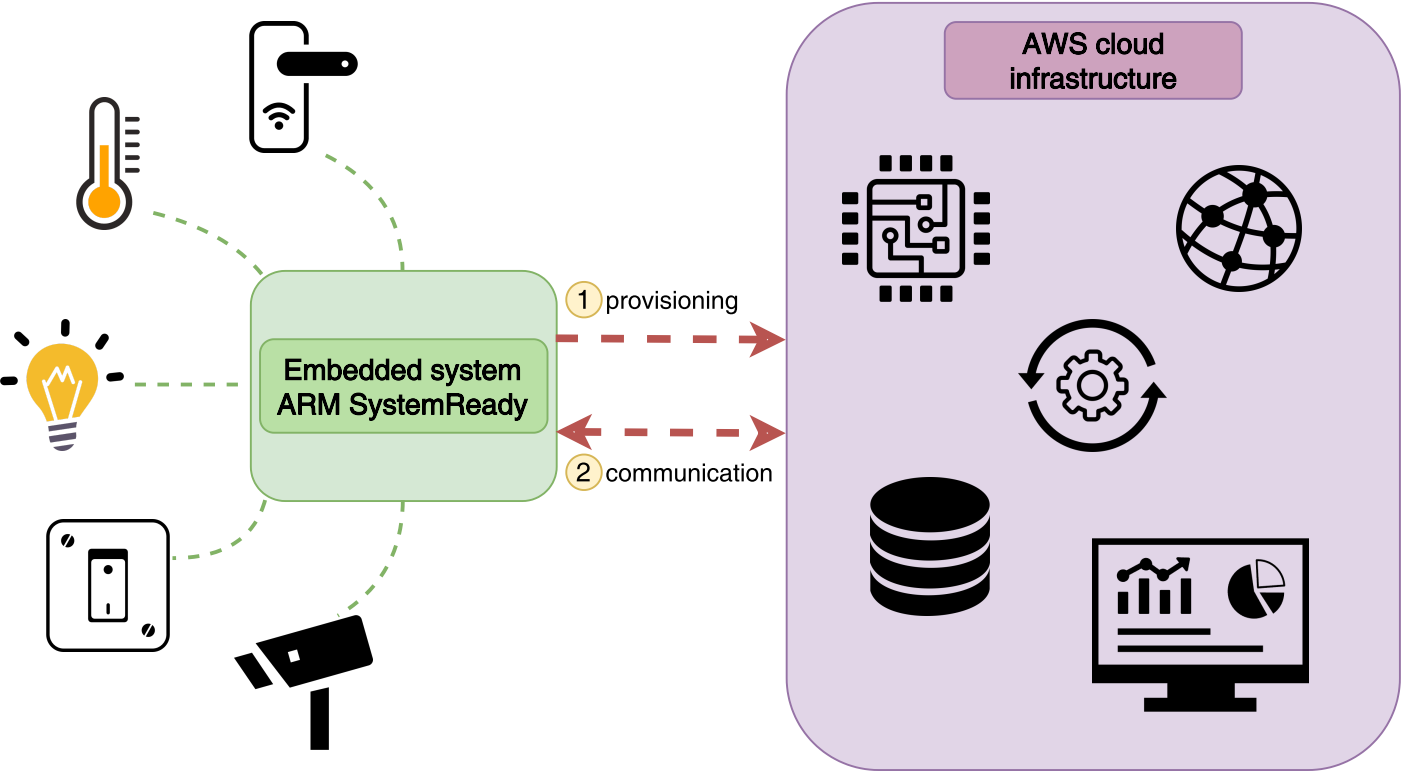 AWS cloud
infrastructure
1 provisioning
Embedded system
ARM SystemReady
2 communication